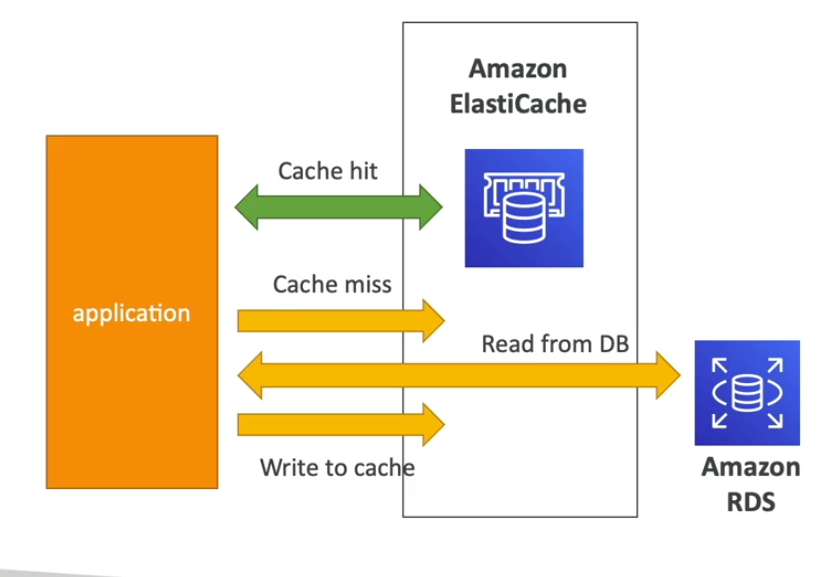 Amazon
ElastiCache
Cache hit
Cache miss
application
Read from DB
Write to cache
Amazon
RDS